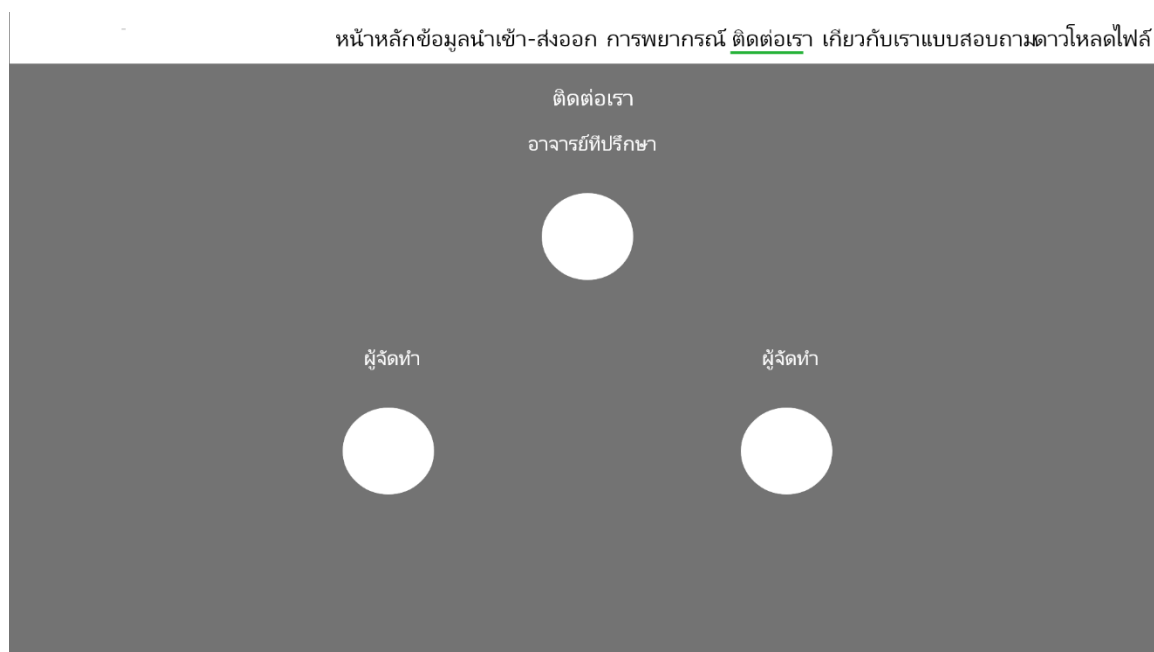 หน้าหลักข้อมูลนำเข้า-ส่งออก การพยากรณ์ ติดต่อเรา เกี่ยวกับเราแบบสอบถามดาวโหลดไฟล์
ติดต่อเรา
อาจารย์ที่ปรึกษา
ผู้จัดทำ ผู้จัดทำ